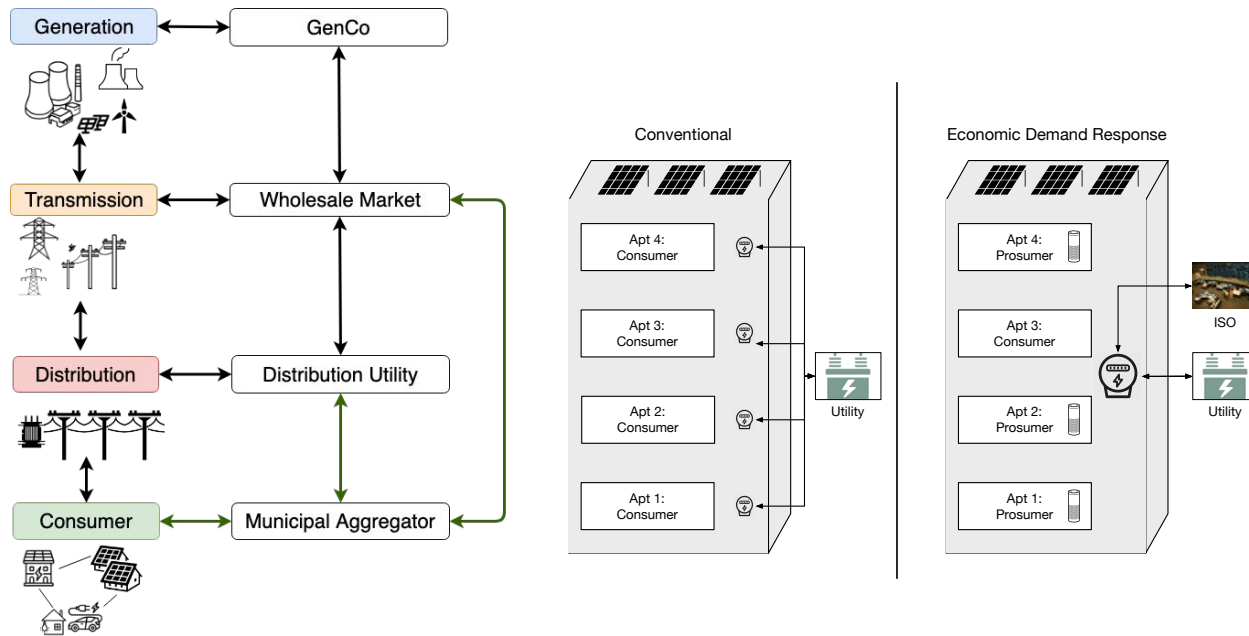 Generation
GenCo
Transmission
Wholesale Market
Distribution
Distribution Utility
Consumer
Municipal Aggregator
Conventional
Apt 4:
Consumer
Apt 3:
Consumer
Apt 2:
Consumer
Apt 1:
Consumer
Utility
Economic Demand Response
Apt 4:
Prosumer
Apt 3:
Consumer
Apt 2:
Prosumer
Apt 1:
Prosumer
ISO
Utility